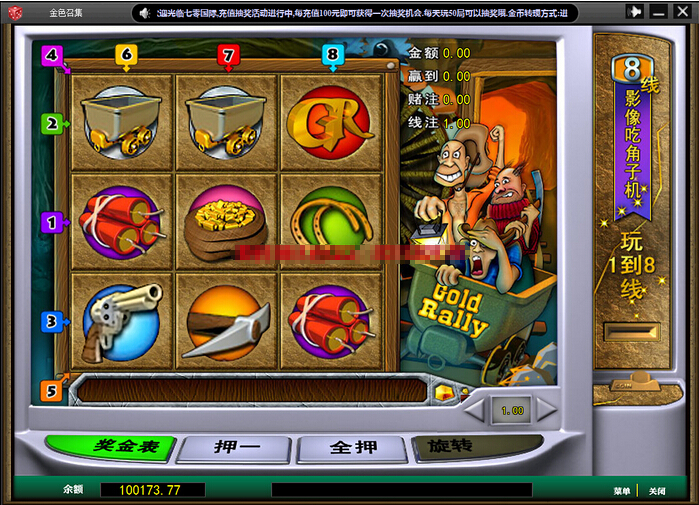 金色召集
迎光临七零国际,充值抽奖活动进行中,每充值100元即可获得一次抽奖机会.每天玩50局可以抽奖哦.金币转现方式:进
4
6
7
8
金额 0.00
赢到 0.00
赌注 0.00
线注 1.00
8线
影像吃角子机
玩
1到8
线
2
GR
1
3
Gold
Rally
5
COIN
1.00
奖金表
押一
全押
旋转
余额
100173.77
菜单
关闭